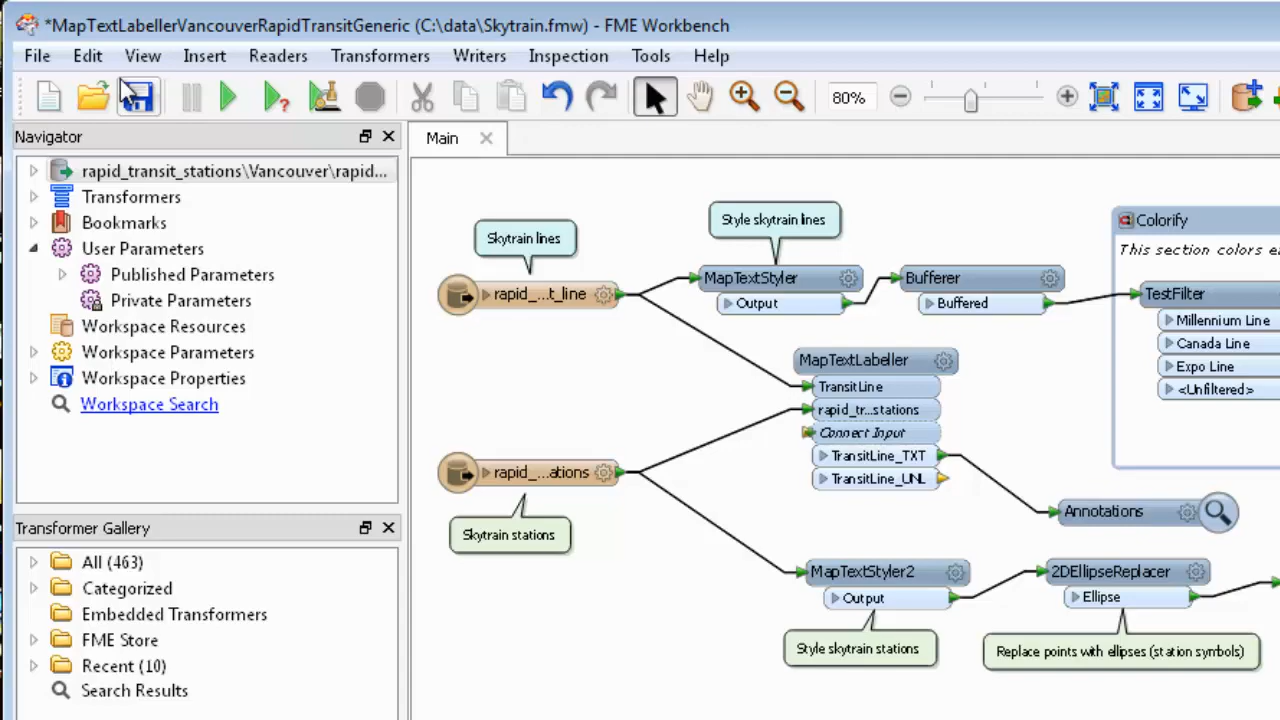 *MapTextLabellerVancouverRapidTransitGeneric (C:\data\Skytrain.fmw) - FME Workbench
File Edit View Insert Readers Transformers Writers Inspection Tools Help
80%
Navigator
rapid_transit_stations\Vancouver\rapid...
Transformers
Bookmarks
User Parameters
Published Parameters
Private Parameters
Workspace Resources
Workspace Parameters
Workspace Properties
Workspace Search
Transformer Gallery
All (463)
Categorized
Embedded Transformers
FME Store
Recent (10)
Search Results
Main
Skytrain lines
rapid_...t_line
Style skytrain lines
MapTextStyler
Output
Bufferer
Buffered
Colorify
This section colors ea
TestFilter
Millennium Line
Canada Line
Expo Line
<Unfiltered>
MapTextLabeller
TransitLine
rapid_tr...stations
Connect Input
TransitLine_TXT
TransitLine_UNL
rapid_...ations
Skytrain stations
Annotations
MapTextStyler2
Output
Style skytrain stations
2DEllipseReplacer
Ellipse
Replace points with ellipses (station symbols)